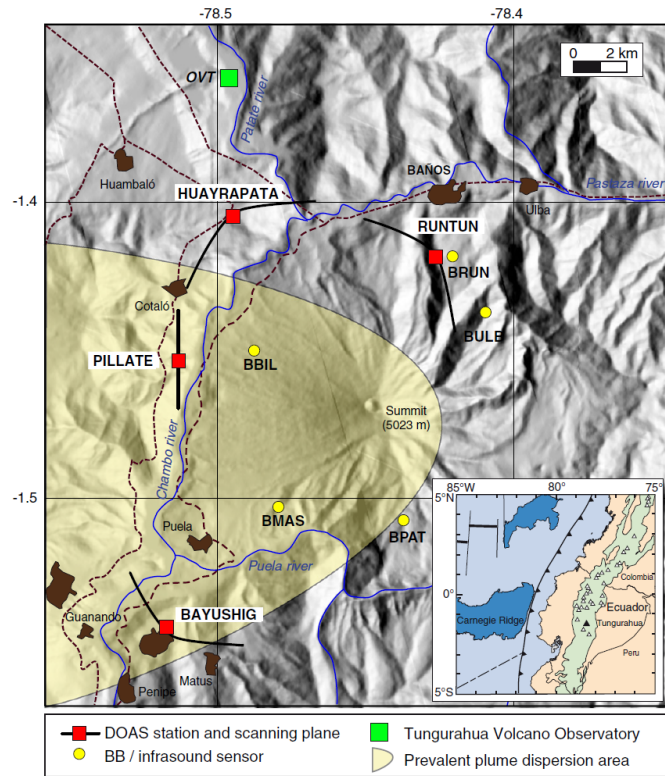 -78.5
-78.4
0 2 km
OVT
Patate river
Huambaló
BAÑOS
Pastaza river
-1.4
HUAYRAPATA
Ulba
RUNTUN
BRUN
Cotaló
BULB
PILLATE
BBIL
Summit
(5023 m)
Chambo river
-1.5
BMAS
BPAT
Puela
Puela river
Guanando
BAYUSHIG
Matus
Penipe
85°W
80°
75°
5°N
Colombia
0°
Ecuador
Carnegie Ridge
Tungurahua
Peru
5°S
DOAS station and scanning plane
Tungurahua Volcano Observatory
BB / infrasound sensor
Prevalent plume dispersion area